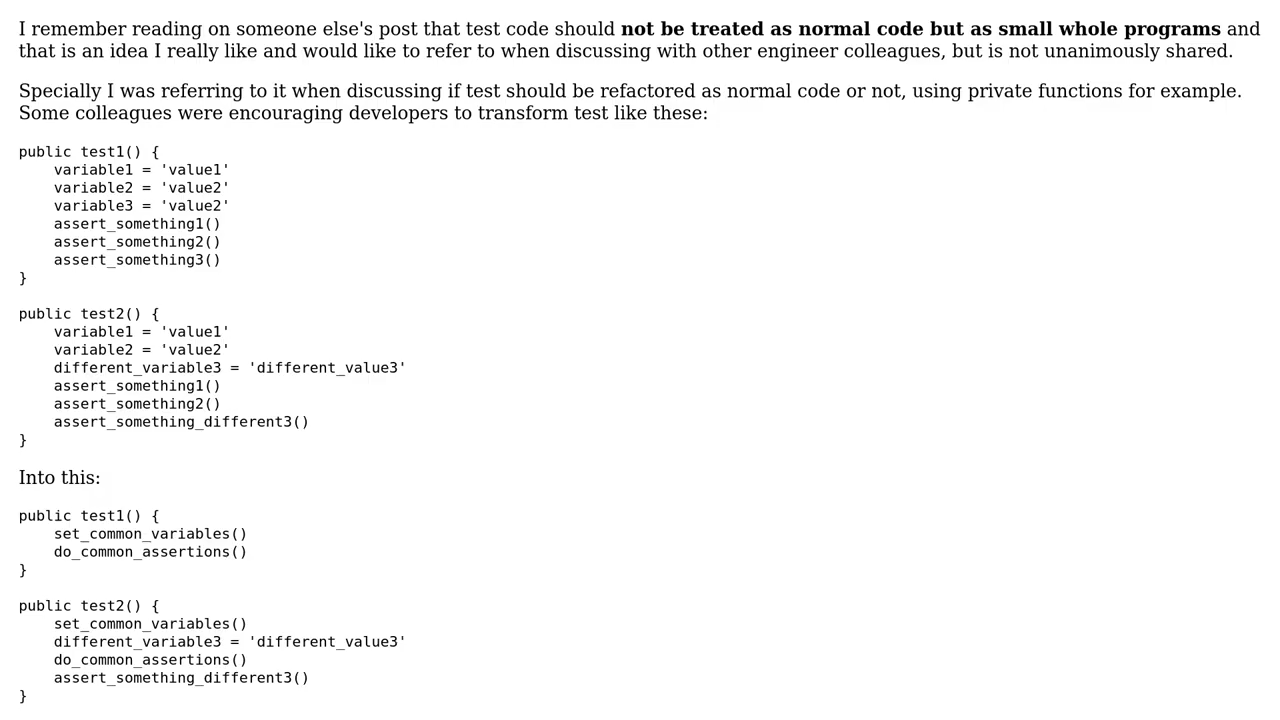 I remember reading on someone else's post that test code should not be treated as normal code but as small whole programs and
that is an idea I really like and would like to refer to when discussing with other engineer colleagues, but is not unanimously shared.
Specially I was referring to it when discussing if test should be refactored as normal code or not, using private functions for example.
Some colleagues were encouraging developers to transform test like these:
public test1() {
    variable1 = 'value1'
    variable2 = 'value2'
    variable3 = 'value2'
    assert_something1()
    assert_something2()
    assert_something3()
}
public test2() {
    variable1 = 'value1'
    variable2 = 'value2'
    different_variable3 = 'different_value3'
    assert_something1()
    assert_something2()
    assert_something_different3()
}
Into this:
public test1() {
    set_common_variables()
    do_common_assertions()
}
public test2() {
    set_common_variables()
    different_variable3 = 'different_value3'
    do_common_assertions()
    assert_something_different3()
}